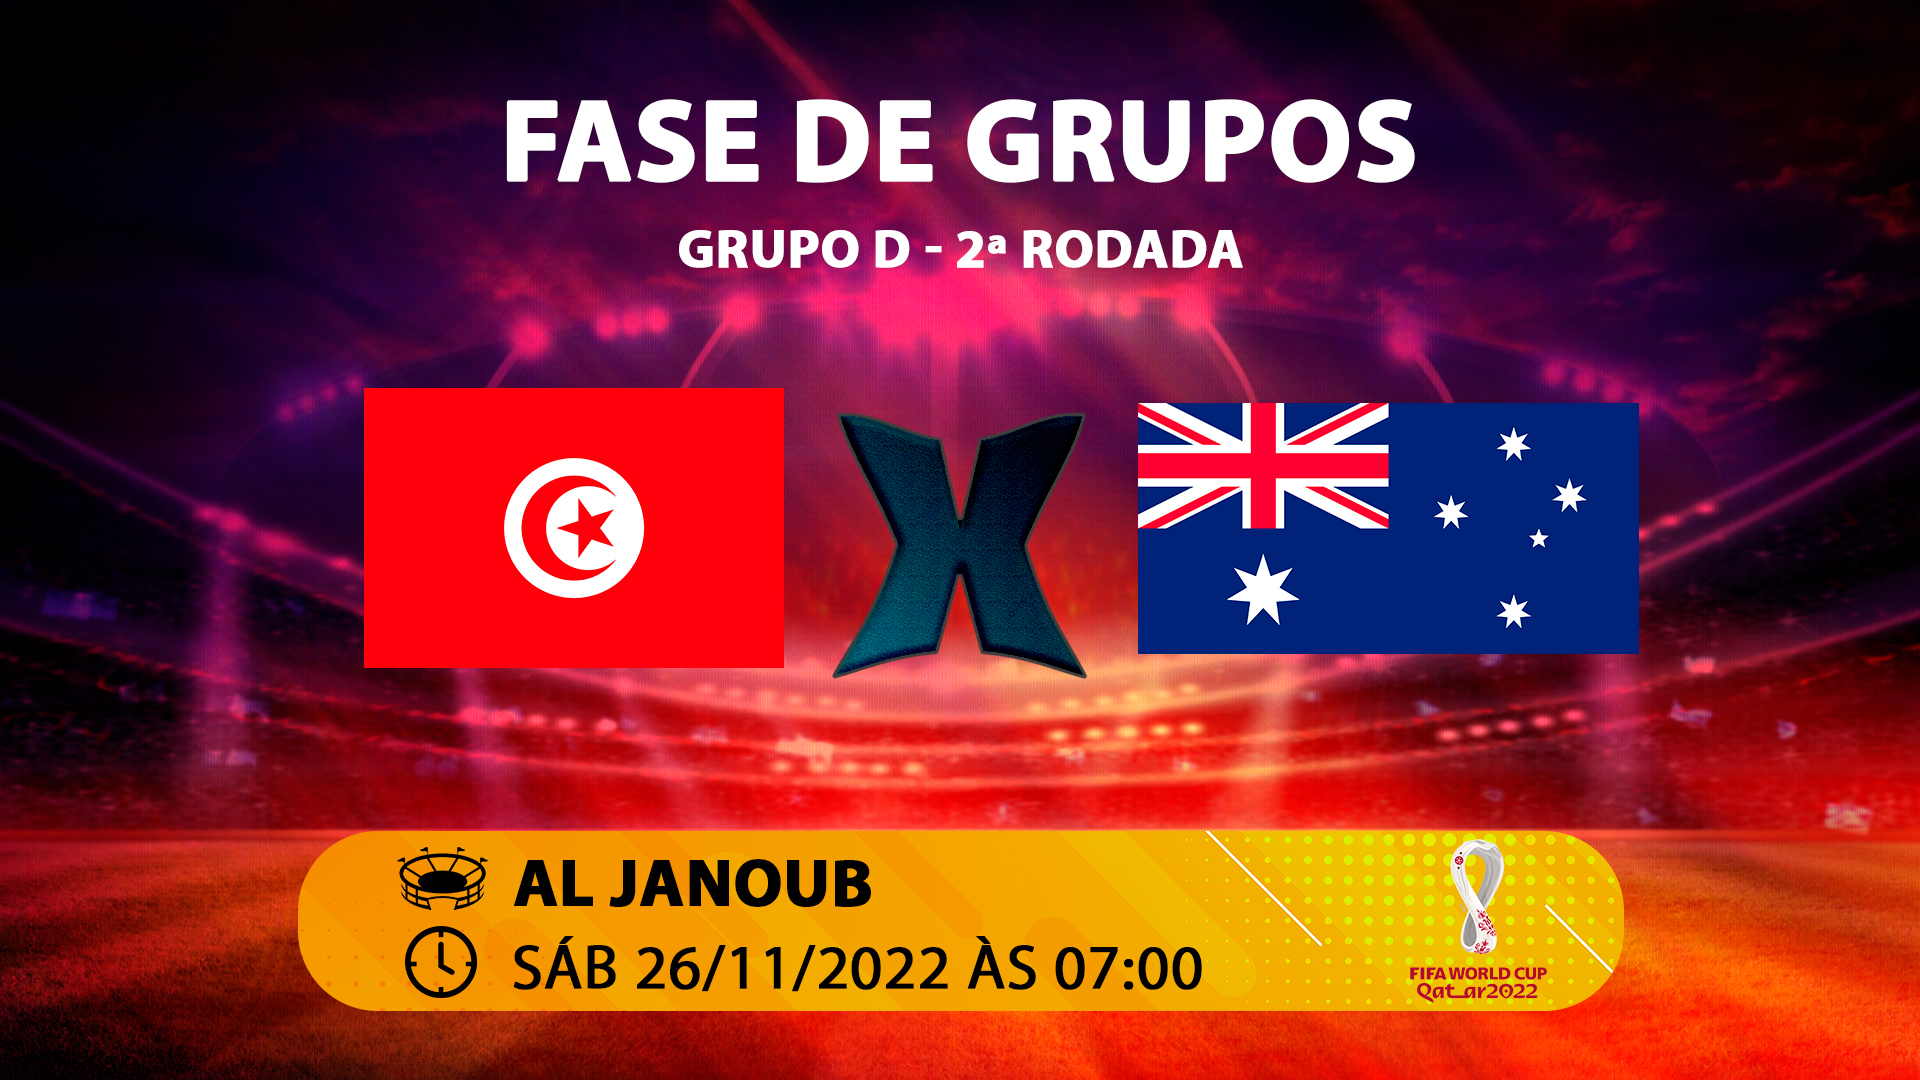 FASE DE GRUPOS
GRUPO D - 2ª RODADA
X
AL JANOUB
SÁB 26/11/2022 ÀS 07:00
FIFA WORLD CUP
Qatar2022